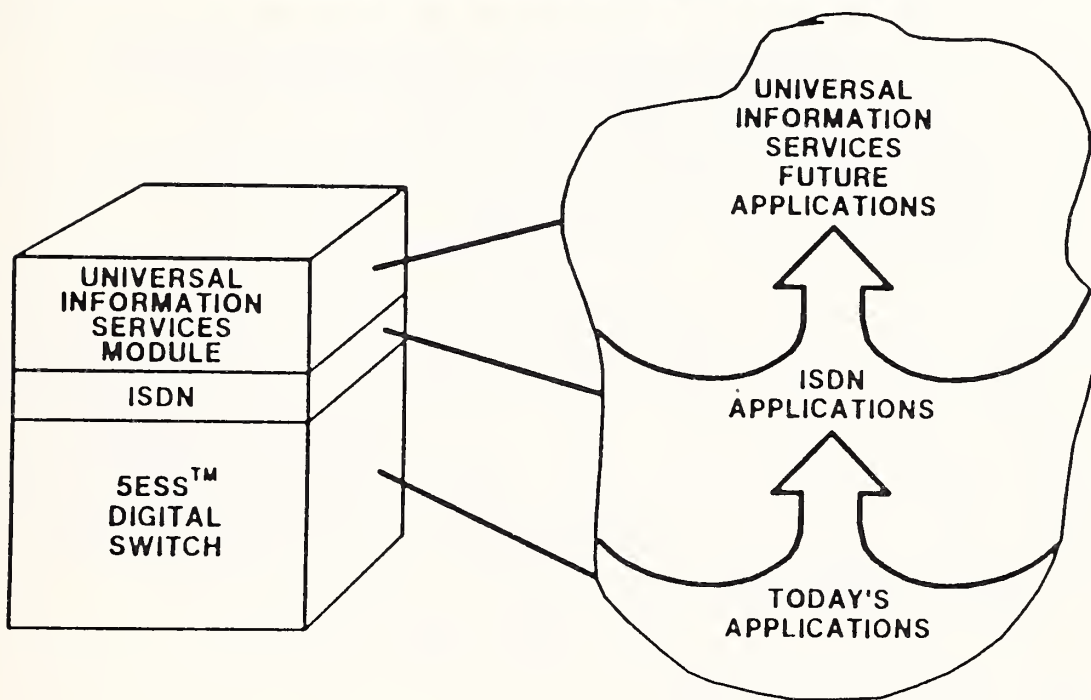 UNIVERSAL
INFORMATION
SERVICES
MODULE
ISDN
5ESS™
DIGITAL
SWITCH
UNIVERSAL
INFORMATION
SERVICES
FUTURE
APPLICATIONS
ISDN
APPLICATIONS
TODAY'S
APPLICATIONS